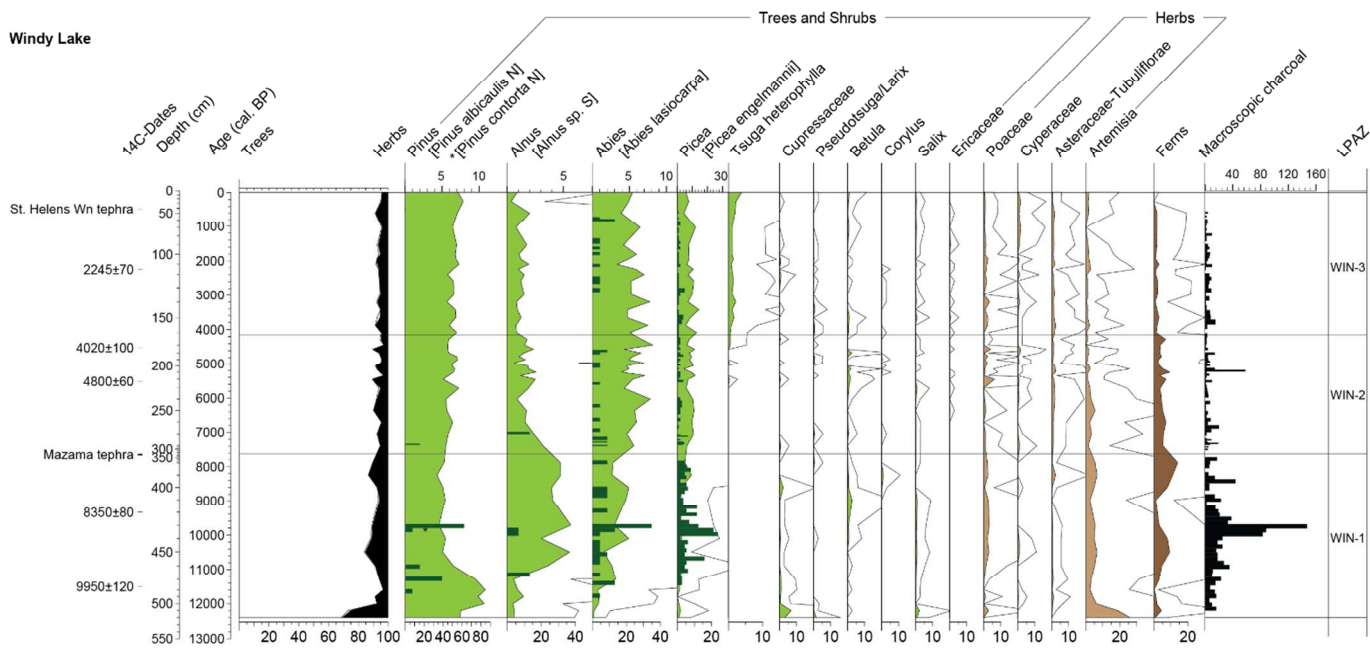 Windy Lake
Trees and Shrubs
Herbs
14C-Dates
Depth (cm)
Age (cal. BP)
Trees
Herbs
Pinus
[Pinus albicaulis N]
*[Pinus contorta N]
Alnus
[Alnus sp. S]
Abies
[Abies lasiocarpa]
Picea
[Picea engelmannii]
Tsuga heterophylla
Cupressaceae
Pseudotsuga/Larix
Betula
Corylus
Salix
Ericaceae
Poaceae
Cyperaceae
Asteraceae-Tubuliflorae
Artemisia
Ferns
Macroscopic charcoal
LPAZ
5 10 5 5 10 10 30 40 80 120 160
St. Helens Wn tephra
2245±70
4020±100
4800±60
Mazama tephra
8350±80
9950±120
0
50
100
150
200
250
300
350
400
450
500
550
0
1000
2000
3000
4000
5000
6000
7000
8000
9000
10000
11000
12000
13000
WIN-3
WIN-2
WIN-1
20 40 60 80 100 20 40 60 80 20 40 20 40 20 10 10 10 10 10 10 10 10 10 10 20 20